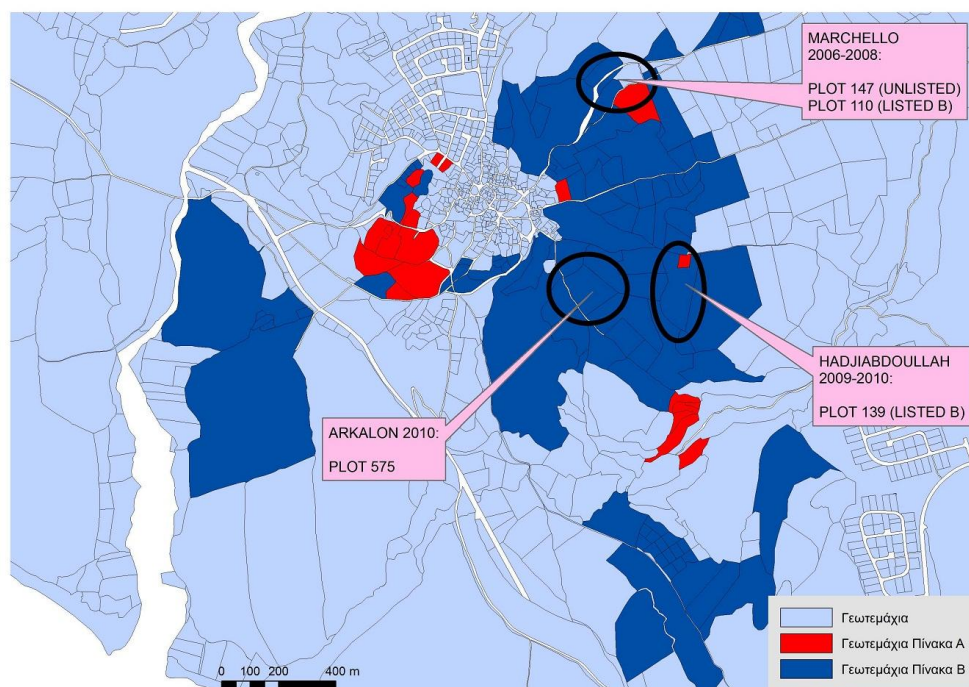 MARCHELLO
2006-2008:
PLOT 147 (UNLISTED)
PLOT 110 (LISTED B)
HADJIABDOULLAH
2009-2010:
PLOT 139 (LISTED B)
ARKALON 2010:
PLOT 575
Γεωτεμάχια
Γεωτεμάχια Πίνακα Α
Γεωτεμάχια Πίνακα Β
0 100 200 400 m